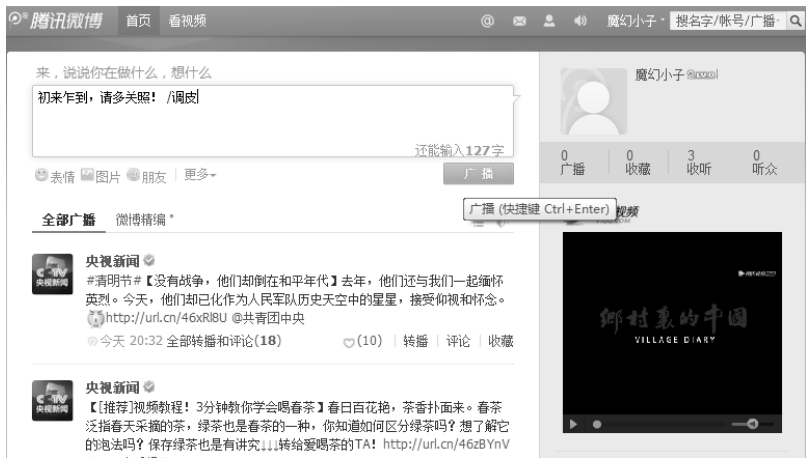 腾讯微博 首页 看视频 @ 魔幻小子 搜名字/帐号/广播
来，说说你在做什么，想什么
初来乍到，请多关照！ /调皮
还能输入127字
表情 图片 朋友 更多
广播
广播 (快捷键 Ctrl+Enter)
全部广播 微博精编
央视新闻
CCTV
央视新闻
#清明节#【没有战争，他们却倒在和平年代】去年，他们还与我们一起缅怀
英烈。今天，他们却已化作为人民军队历史天空中的星星，接受仰视和怀念。
http://url.cn/46xRl8U @共青团中央
今天 20:32 全部转播和评论(18) (10) 转播 评论 收藏
央视新闻
CCTV
央视新闻
【[推荐]视频教程！3分钟教你学会喝春茶】春日百花艳，茶香扑面来。春茶
泛指春天采摘的茶，绿茶也是春茶的一种，你知道如何区分绿茶吗？想了解它
的泡法吗？保存绿茶也是有讲究↓↓↓转给爱喝茶的TA！http://url.cn/46zBYnV
魔幻小子
0 0 3 0
广播 收藏 收听 听众
视频
乡村里的中国
VILLAGE DIARY